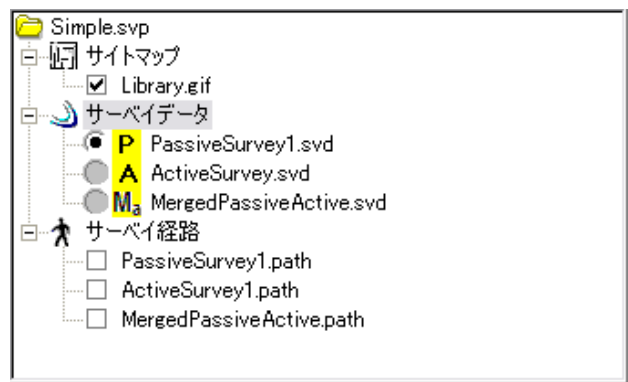 Simple.svp
サイトマップ
Library.gif
サーベイデータ
P PassiveSurvey1.svd
A ActiveSurvey.svd
Ma MergedPassiveActive.svd
サーベイ経路
PassiveSurvey1.path
ActiveSurvey1.path
MergedPassiveActive.path